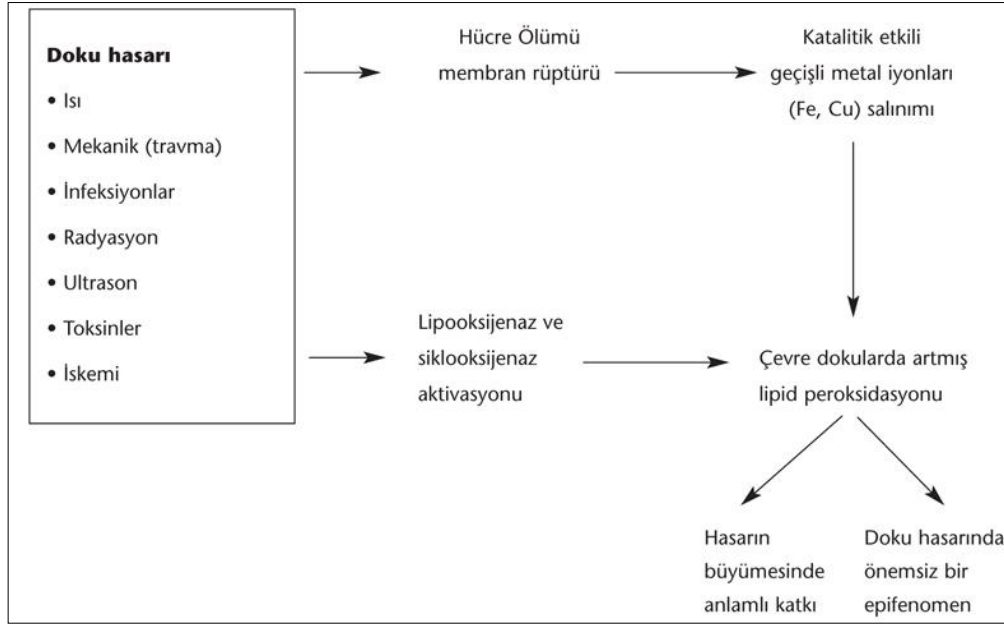 Doku hasarı
• Isı
• Mekanik (travma)
• İnfeksiyonlar
• Radyasyon
• Ultrason
• Toksinler
• İskemi
Hücre Ölümü
membran rüptürü
Katalitik etkili
geçişli metal iyonları
(Fe, Cu) salınımı
Lipooksijenaz ve
siklooksijenaz
aktivasyonu
Çevre dokularda artmış
lipid peroksidasyonu
Hasarın
büyümesinde
anlamlı katkı
Doku hasarında
önemsiz bir
epifenomen